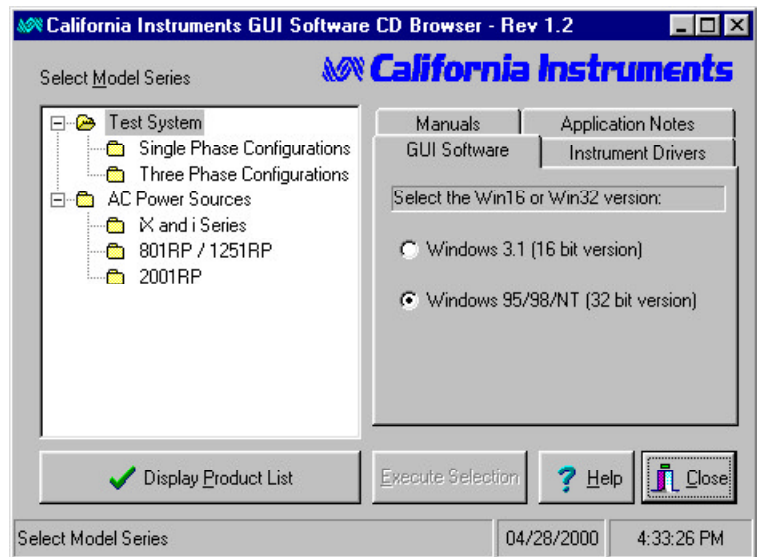 California Instruments GUI Software CD Browser - Rev 1.2
Select Model Series
California Instruments
Test System
Single Phase Configurations
Three Phase Configurations
AC Power Sources
iX and i Series
801RP / 1251RP
2001RP
Manuals
Application Notes
GUI Software
Instrument Drivers
Select the Win16 or Win32 version:
Windows 3.1 (16 bit version)
Windows 95/98/NT (32 bit version)
Display Product List
Execute Selection
Help
Close
Select Model Series
04/28/2000
4:33:26 PM